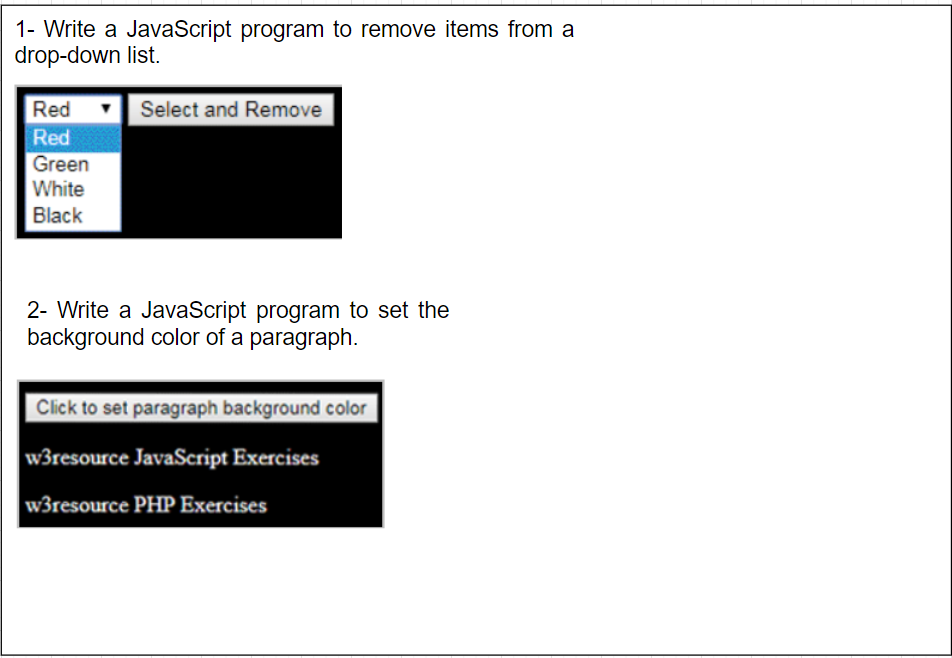 1- Write a JavaScript program to remove items from a
drop-down list.
Red ▼ Select and Remove
Red
Green
White
Black
2- Write a JavaScript program to set the
background color of a paragraph.
Click to set paragraph background color
w3resource JavaScript Exercises
w3resource PHP Exercises